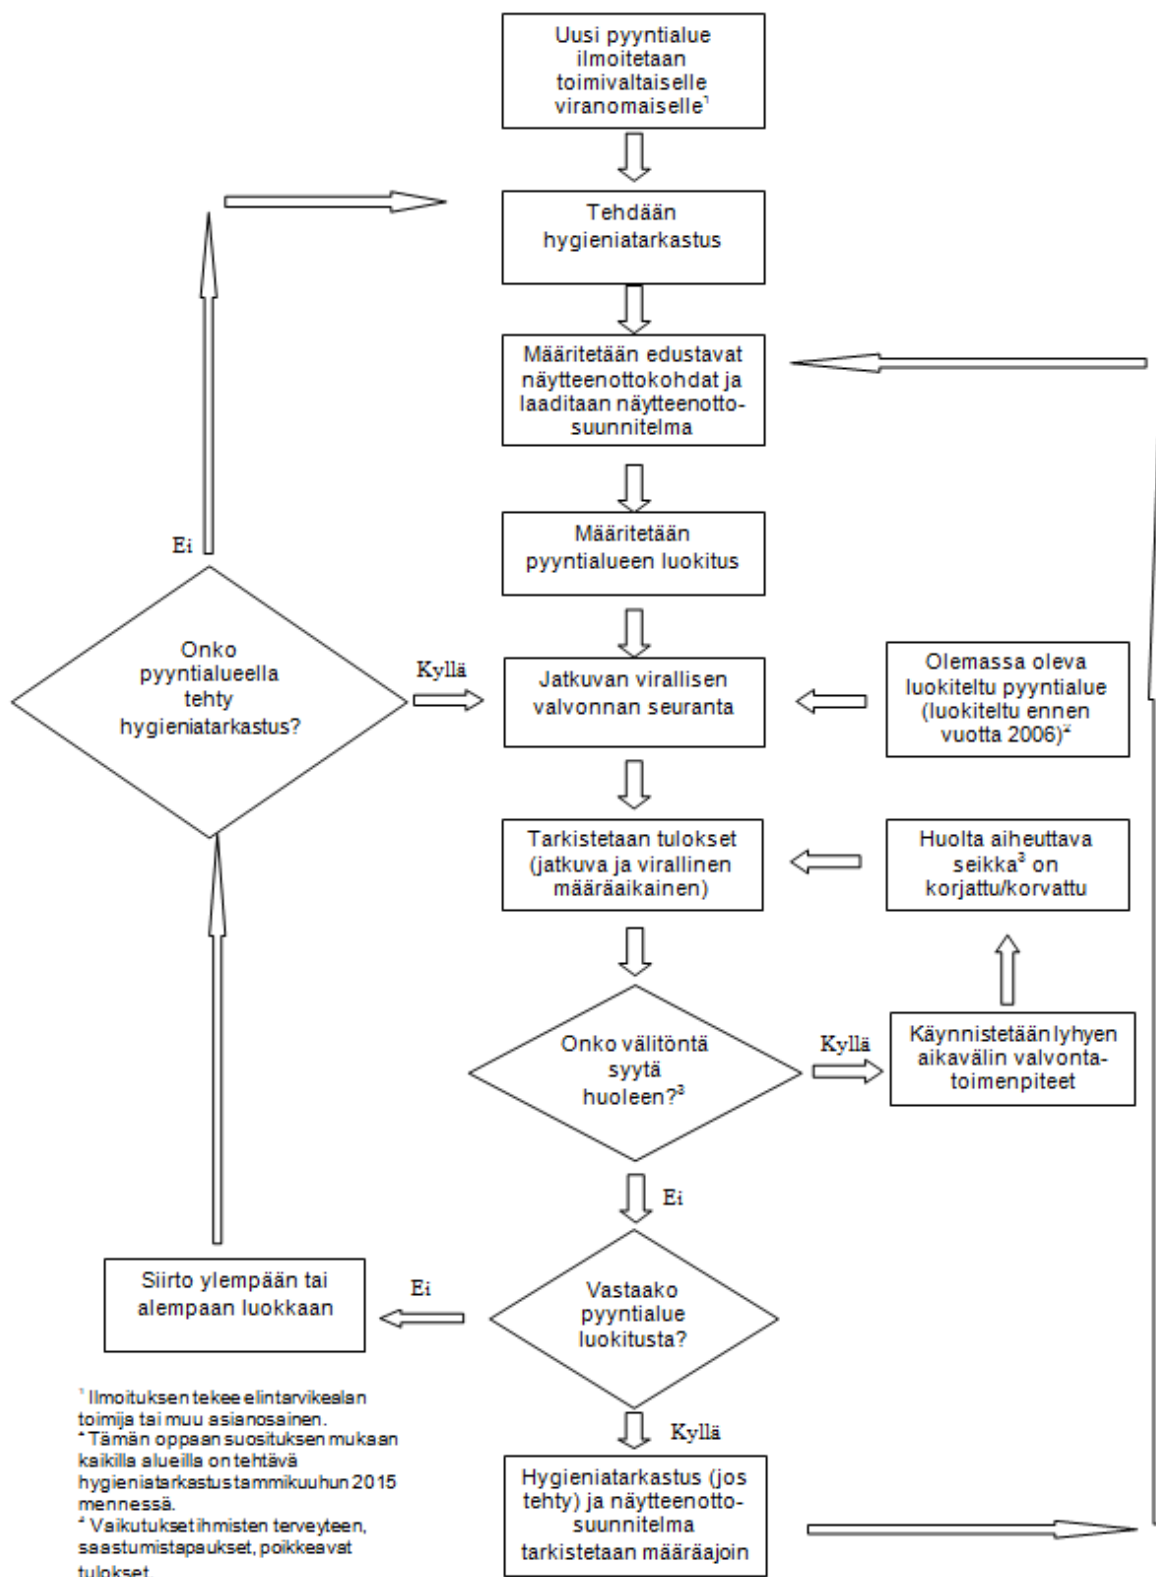 Uusi pyyntialue
ilmoitetaan
toimivaltaiselle
viranomaiselle¹
Tehdään
hygieniatarkastus
Määritetään edustavat
näytteenottokohdat ja
laaditaan näytteenotto-
suunnitelma
Ei
Määritetään
pyyntialueen luokitus
Onko
pyyntialueella
tehty
hygieniatarkastus?
Kyllä
Jatkuvan virallisen
valvonnan seuranta
Olemassa oleva
luokiteltu pyyntialue
(luokiteltu ennen
vuotta 2006)²
Tarkistetaan tulokset
(jatkuva ja virallinen
määräaikainen)
Huolta aiheuttava
seikka³ on
korjattu/korvattu
Onko välitöntä
syytä
huoleen?³
Kyllä
Käynnistetään lyhyen
aikavälin valvonta-
toimenpiteet
Ei
Siirto ylempään tai
alempaan luokkaan
Ei
Vastaako
pyyntialue
luokitusta?
Kyllä
Hygieniatarkastus (jos
tehty) ja näytteenotto-
suunnitelma
tarkistetaan määräajoin
¹ Ilmoituksen tekee elintarvikealan
toimija tai muu asianosainen.
² Tämän oppaan suosituksen mukaan
kaikilla alueilla on tehtävä
hygieniatarkastus tammikuuhun 2015
mennessä.
³ Vaikutukset ihmisten terveyteen,
saastumistapaukset, poikkeavat
tulokset